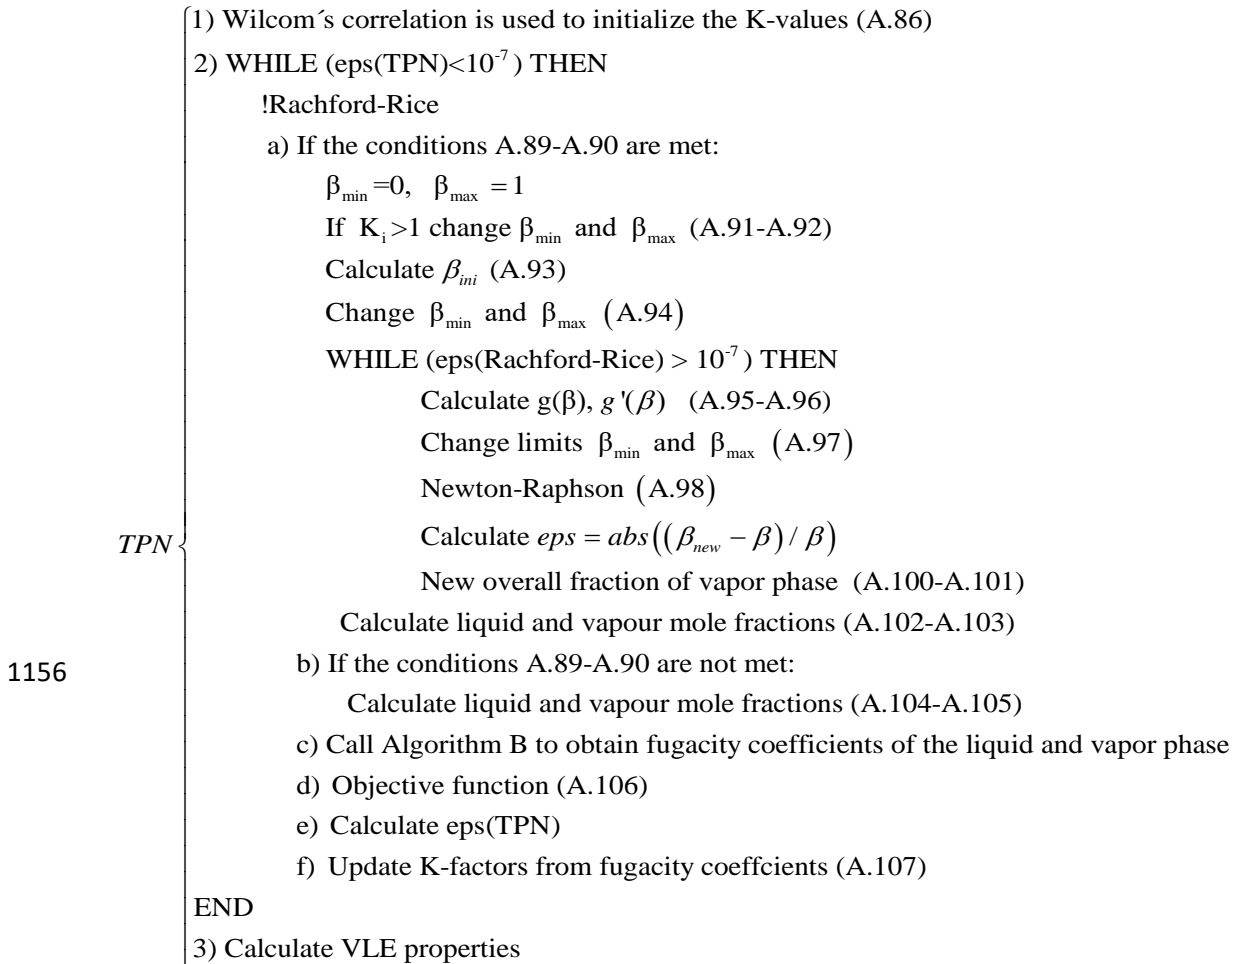 1) Wilcom´s correlation is used to initialize the K-values (A.86)
2) WHILE (eps(TPN)<10^-7 ) THEN
!Rachford-Rice
a) If the conditions A.89-A.90 are met:
β_min =0, β_max = 1
If K_i >1 change β_min and β_max (A.91-A.92)
Calculate β_ini (A.93)
Change β_min and β_max (A.94)
WHILE (eps(Rachford-Rice) > 10^-7 ) THEN
Calculate g(β), g'(β) (A.95-A.96)
Change limits β_min and β_max (A.97)
Newton-Raphson (A.98)
TPN { Calculate eps = abs((β_new − β) / β)
New overall fraction of vapor phase (A.100-A.101)
Calculate liquid and vapour mole fractions (A.102-A.103)
1156 b) If the conditions A.89-A.90 are not met:
Calculate liquid and vapour mole fractions (A.104-A.105)
c) Call Algorithm B to obtain fugacity coefficients of the liquid and vapor phase
d) Objective function (A.106)
e) Calculate eps(TPN)
f) Update K-factors from fugacity coeffcients (A.107)
END
3) Calculate VLE properties